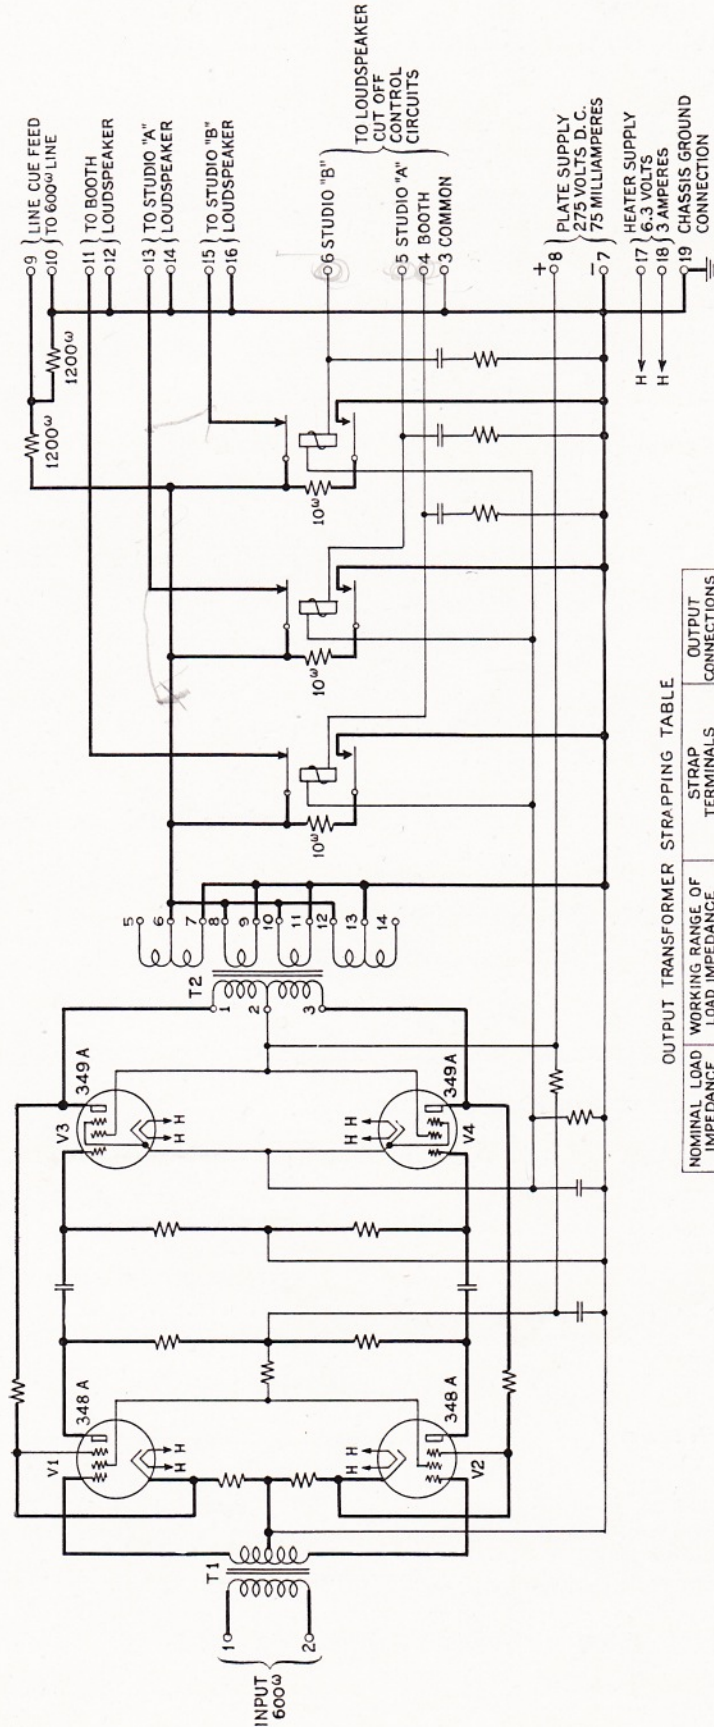 INPUT
600ω
1
2
T1
V1
348 A
H
H
V2
348 A
H
H
V3
349A
H
H
V4
349A
H
H
T2
1
2
3
5
6
7
8
9
10
11
12
13
14
10ω
10ω
10ω
1200ω
1200ω
9
10
LINE CUE FEED
TO 600ω LINE
11
12
TO BOOTH
LOUDSPEAKER
13
14
TO STUDIO "A"
LOUDSPEAKER
15
16
TO STUDIO "B"
LOUDSPEAKER
6 STUDIO "B"
5 STUDIO "A"
4 BOOTH
3 COMMON
TO LOUDSPEAKER
CUT OFF
CONTROL
CIRCUITS
+
8
−
7
PLATE SUPPLY
275 VOLTS D.C.
75 MILLIAMPERES
H
17
H
18
HEATER SUPPLY
6.3 VOLTS
3 AMPERES
19
CHASSIS GROUND
CONNECTION
OUTPUT TRANSFORMER STRAPPING TABLE
NOMINAL LOAD
IMPEDANCE
WORKING RANGE OF
LOAD IMPEDANCE
STRAP
TERMINALS
OUTPUT
CONNECTIONS